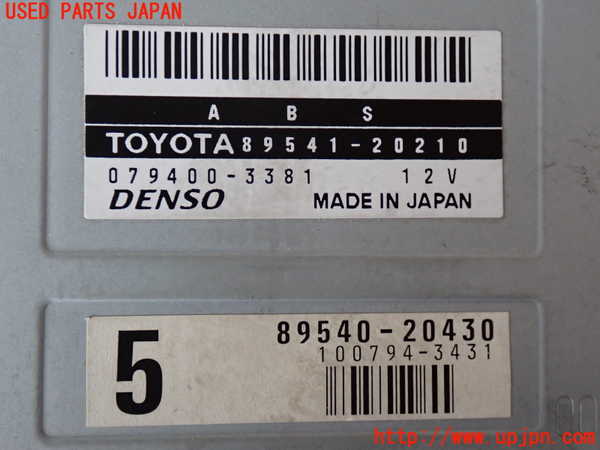 USED PARTS JAPAN
A B S
TOYOTA 89541-20210
079400-3381 12V
DENSO MADE IN JAPAN
5 89540-20430
100794-3431
http://www.upjpn.com/